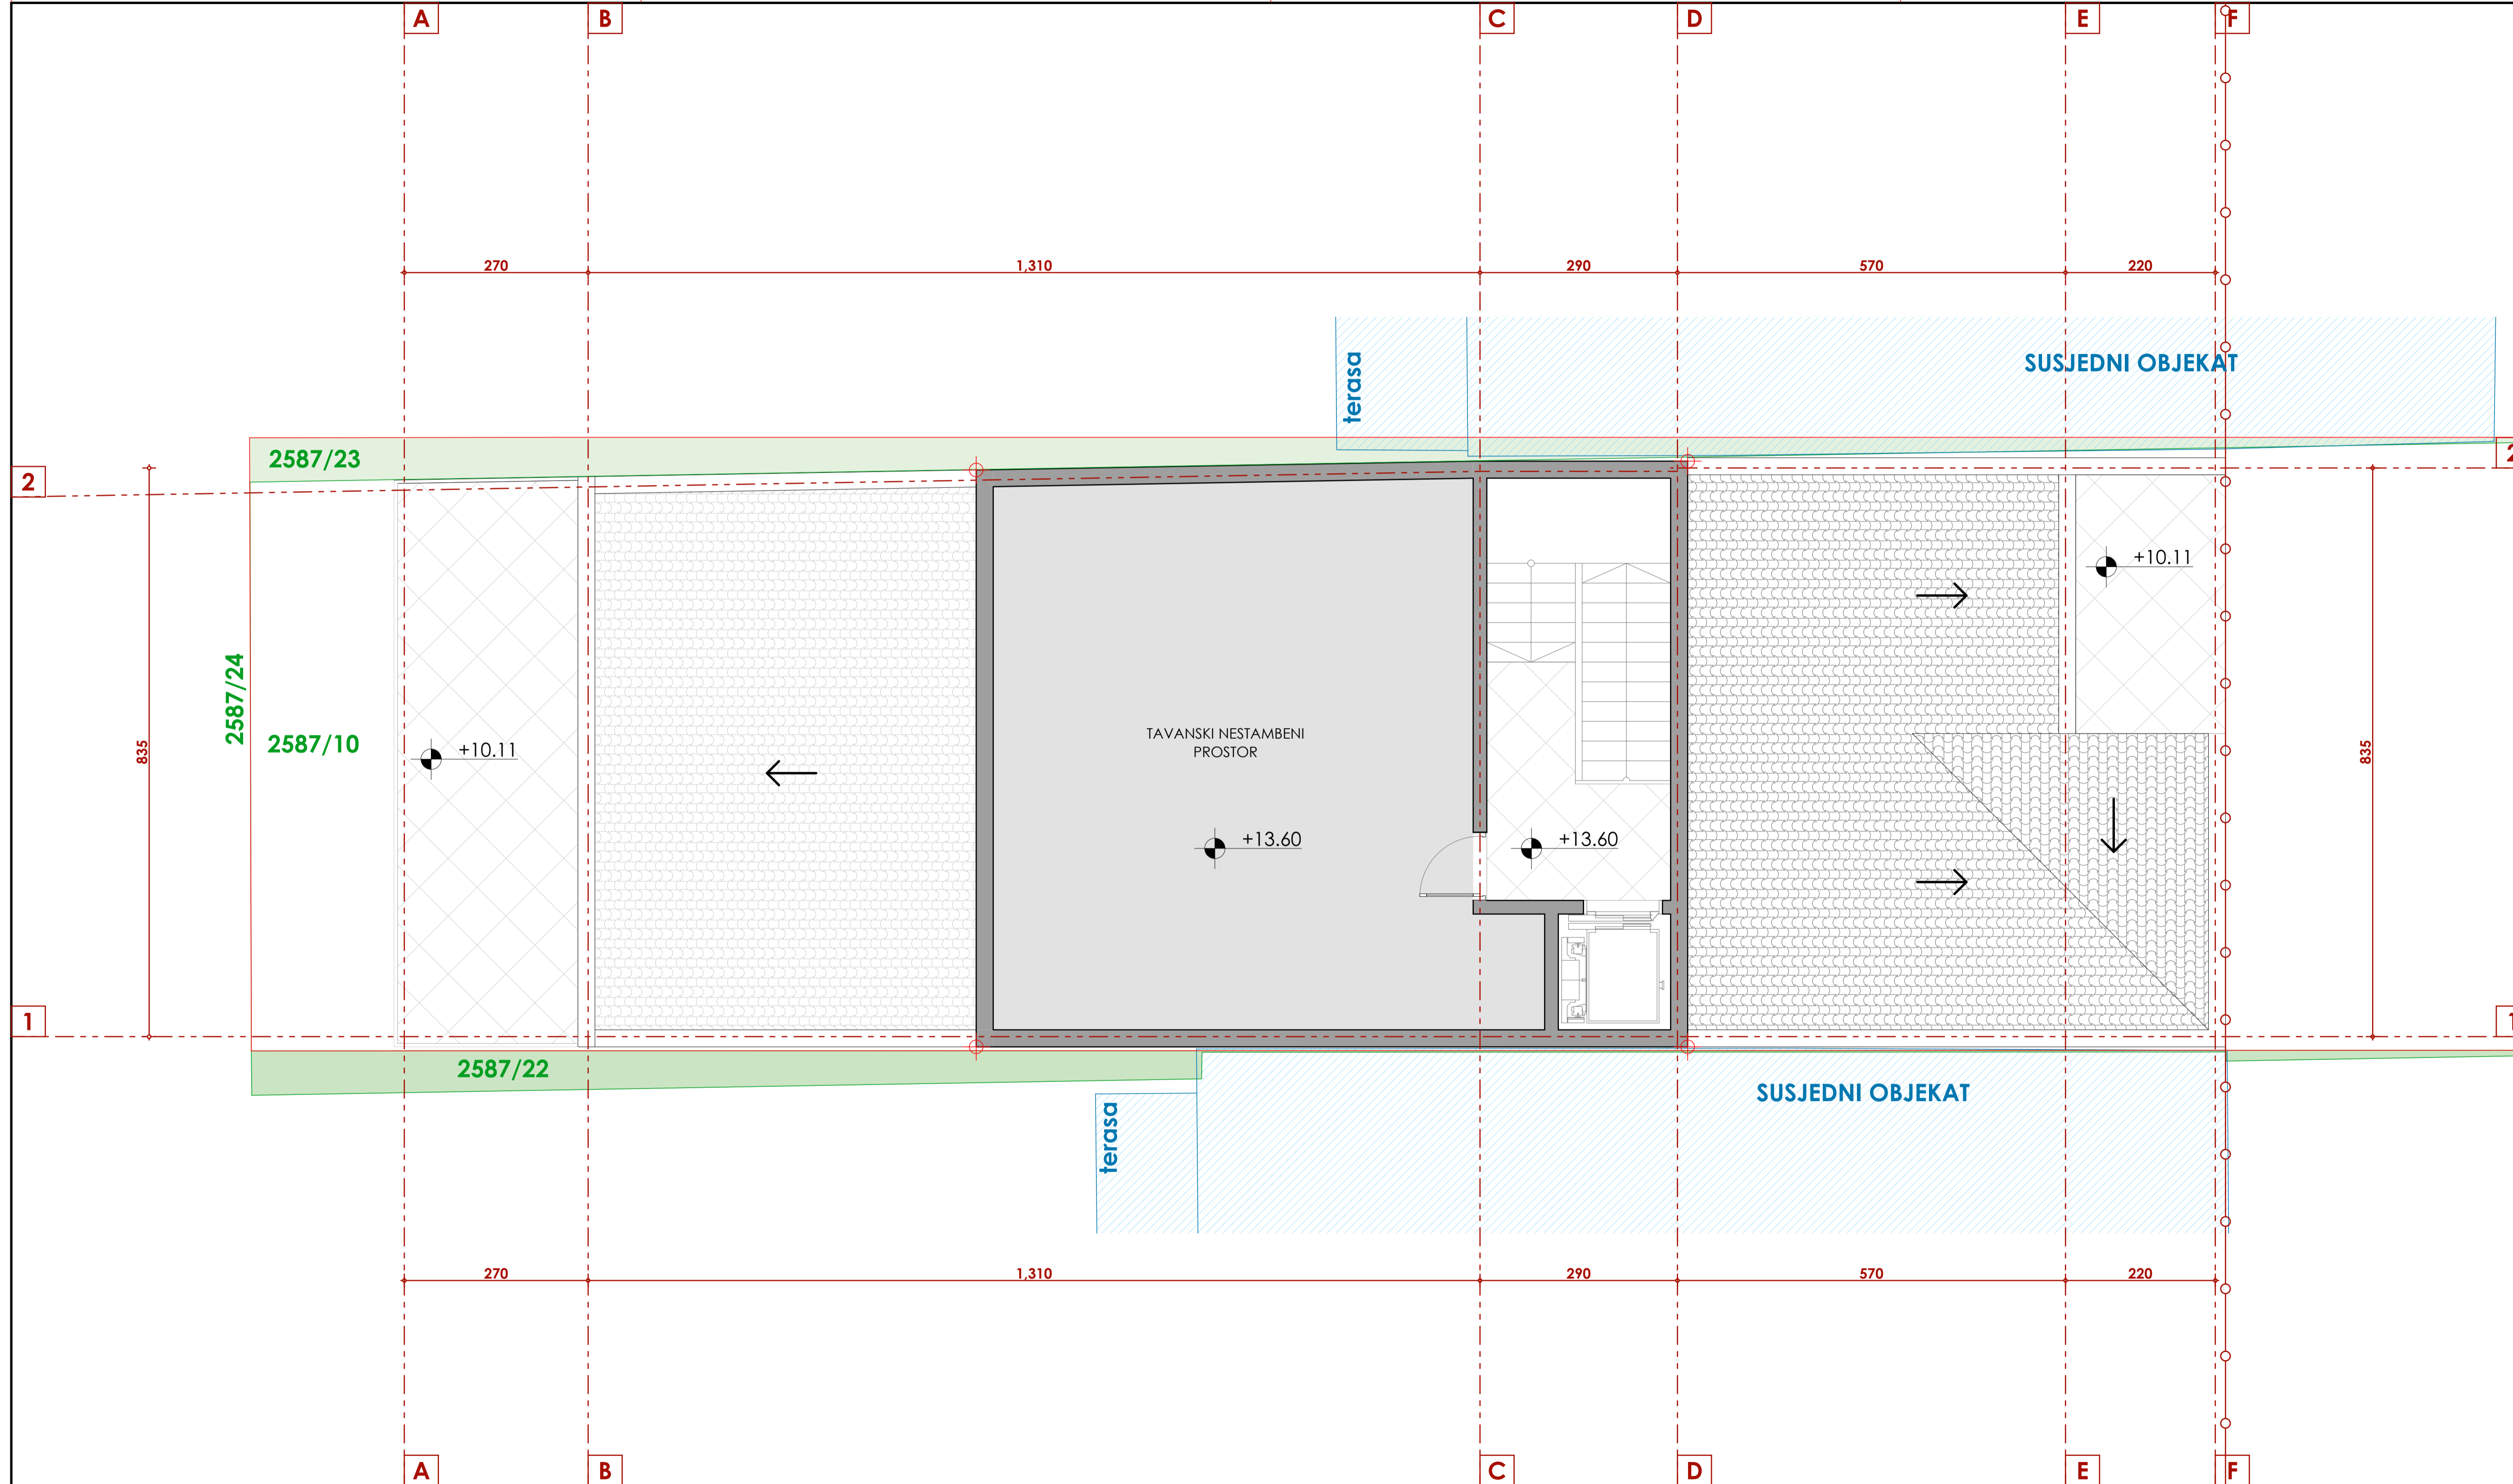 A B C D E F
270 1,310 290 570 220
terasa
SUSJEDNI OBJEKAT
2587/23
2 2
+10.11
2587/24
2587/10
835
+10.11
TAVANSKI NESTAMBENI
PROSTOR
835
+13.60
+13.60
1 1
2587/22
SUSJEDNI OBJEKAT
terasa
270 1,310 290 570 220
A B C D E F